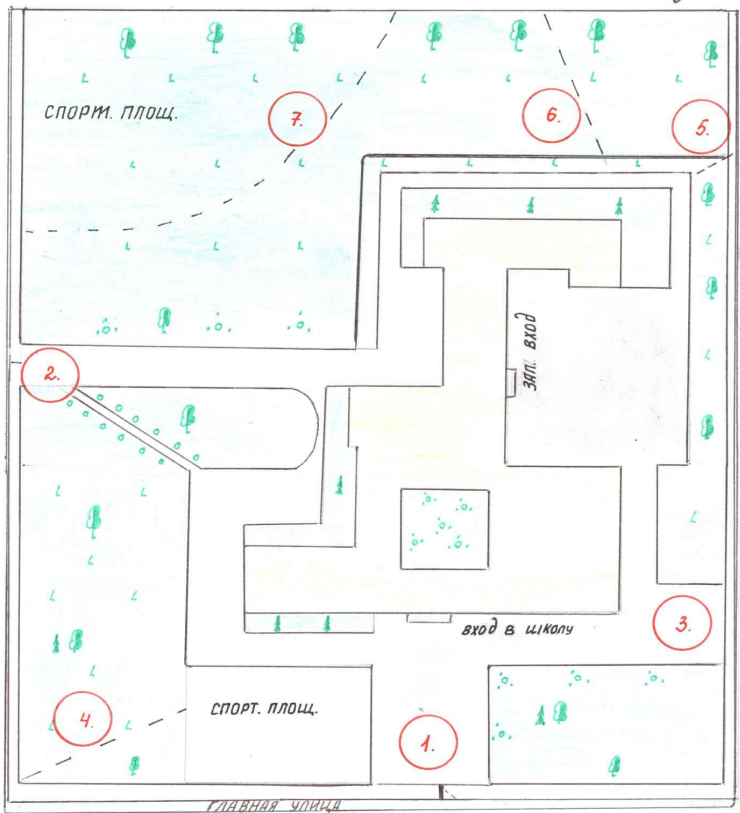 СПОРТ. ПЛОЩ.
7.
6.
5.
2.
ЗАП. ВХОД
ВХОД В ШКОЛУ
3.
4.
СПОРТ. ПЛОЩ.
1.
ГЛАВНАЯ УЛИЦА